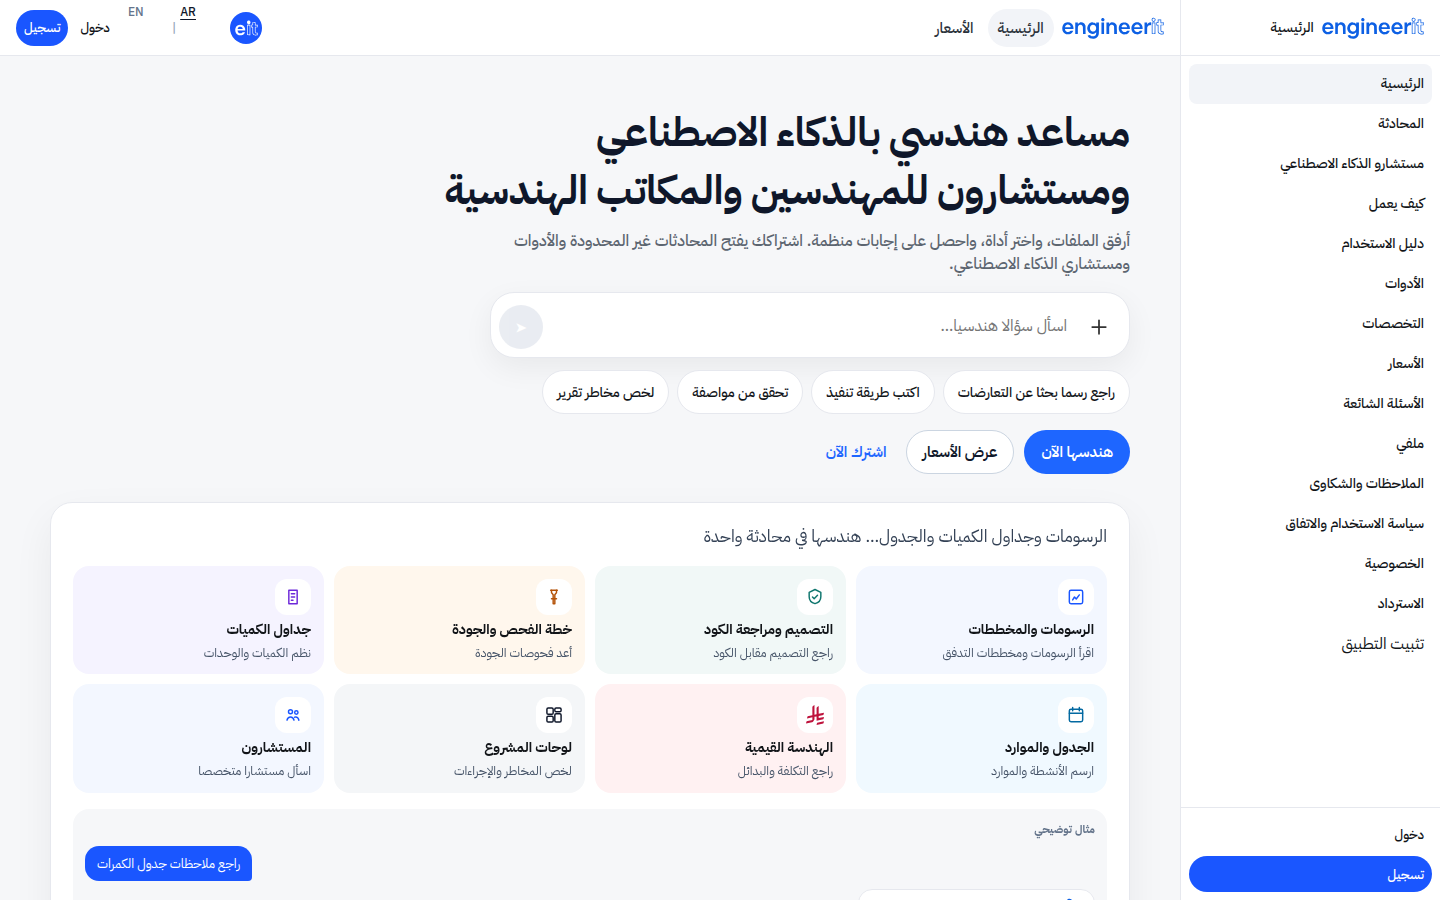 engineerit الرئيسية
الرئيسية
المحادثة
مستشارو الذكاء الاصطناعي
كيف يعمل
دليل الاستخدام
الأدوات
التخصصات
الأسعار
الأسئلة الشائعة
ملفي
الملاحظات والشكاوى
سياسة الاستخدام والاتفاق
الخصوصية
الاسترداد
تثبيت التطبيق
دخول
تسجيل
engineerit الرئيسية الأسعار
eit
AR | EN
دخول
تسجيل
مساعد هندسي بالذكاء الاصطناعي
ومستشارون للمهندسين والمكاتب الهندسية
أرفق الملفات، واختر أداة، واحصل على إجابات منظمة. اشتراكك يفتح المحادثات غير المحدودة والأدوات
ومستشاري الذكاء الاصطناعي.
+ اسأل سؤالا هندسيا...
راجع رسما بحثا عن التعارضات
اكتب طريقة تنفيذ
تحقق من مواصفة
لخص مخاطر تقرير
هندسها الآن
عرض الأسعار
اشترك الآن
الرسومات وجداول الكميات والجدول... هندسها في محادثة واحدة
الرسومات والمخططات
اقرأ الرسومات ومخططات التدفق
التصميم ومراجعة الكود
راجع التصميم مقابل الكود
خطة الفحص والجودة
أعد فحوصات الجودة
جداول الكميات
نظم الكميات والوحدات
الجدول والموارد
ارسم الأنشطة والموارد
الهندسة القيمية
راجع التكلفة والبدائل
لوحات المشروع
لخص المخاطر والإجراءات
المستشارون
اسأل مستشارا متخصصا
مثال توضيحي
راجع ملاحظات جدول الكمرات